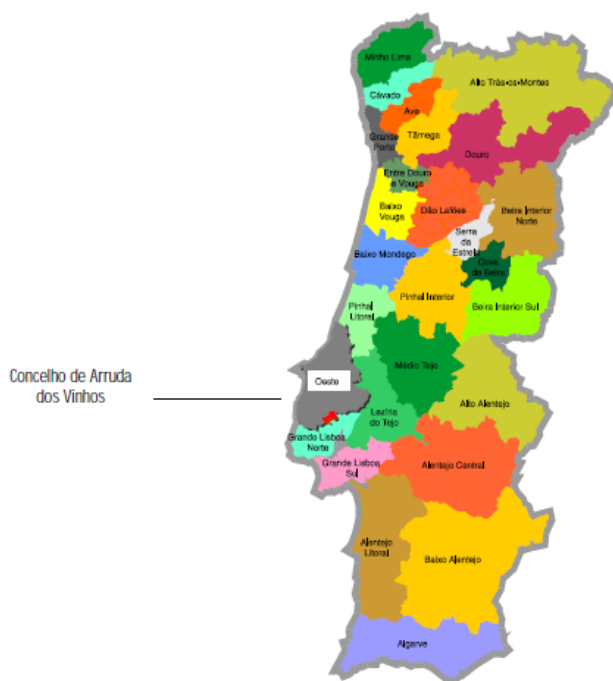 Minho Lima
Alto Trás-os-Montes
Cávado
Ave
Grande
Porto
Tâmega
Douro
Entre Douro
e Vouga
Baixo
Vouga
Dão Lafões
Beira Interior
Norte
Serra
da
Estrela
Baixo Mondego
Cova
da Beira
Pinhal Interior
Beira Interior Sul
Pinhal
Litoral
Médio Tejo
Concelho de Arruda
dos Vinhos
Oeste
Alto Alentejo
Lezíria
do Tejo
Grande Lisboa
Norte
Grande Lisboa
Sul
Alentejo Central
Alentejo
Litoral
Baixo Alentejo
Algarve